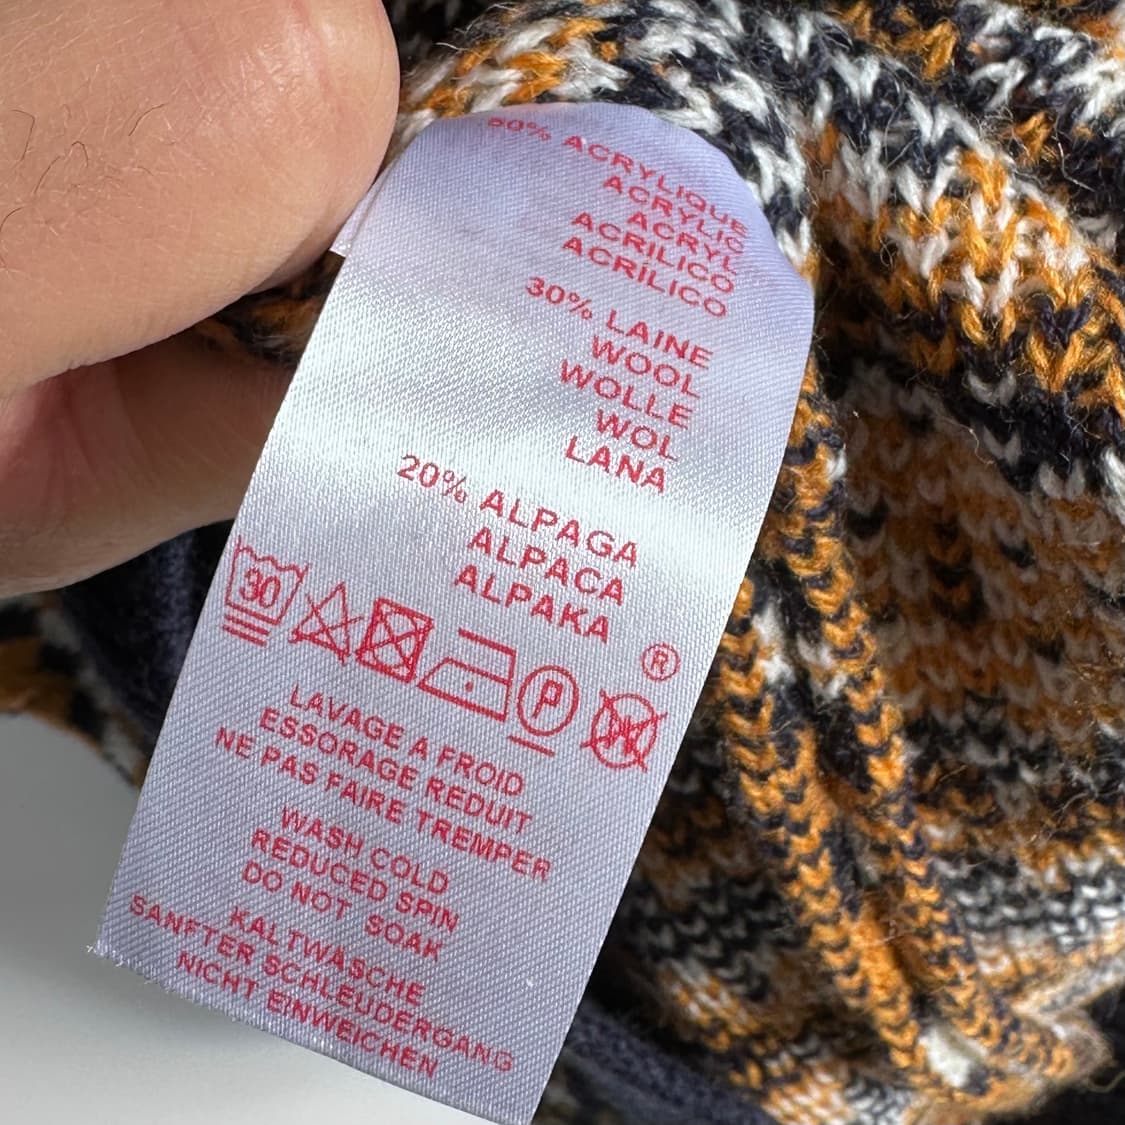 50% ACRYLIQUE
ACRYLIC
ACRYL
ACRILICO
ACRÍLICO
30% LAINE
WOOL
WOLLE
WOL
LANA
20% ALPAGA
ALPACA
ALPAKA
®
30
P
LAVAGE A FROID
ESSORAGE REDUIT
NE PAS FAIRE TREMPER
WASH COLD
REDUCED SPIN
DO NOT SOAK
KALTWASCHE
SANFTER SCHLEUDERGANG
NICHT EINWEICHEN